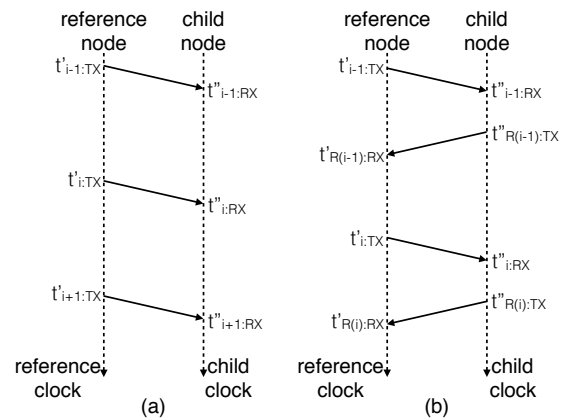 reference node
child node
t'i-1:TX
t"i-1:RX
t'i:TX
t"i:RX
t'i+1:TX
t"i+1:RX
reference clock
child clock
(a)
reference node
child node
t'i-1:TX
t"i-1:RX
t"R(i-1):TX
t'R(i-1):RX
t'i:TX
t"i:RX
t"R(i):TX
t'R(i):RX
reference clock
child clock
(b)